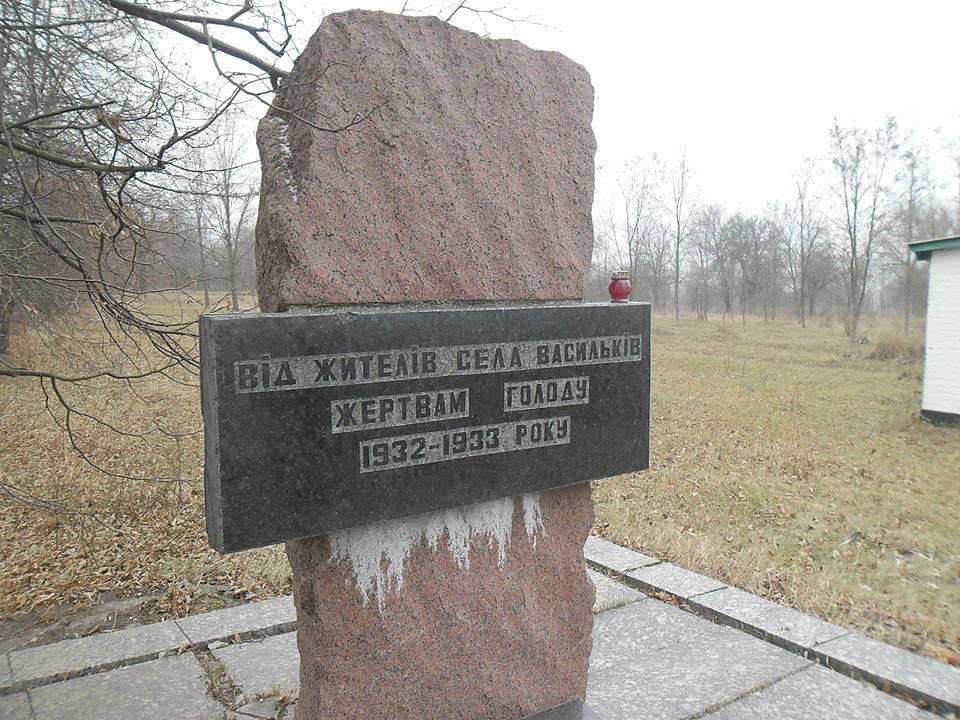 ВІД ЖИТЕЛІВ СЕЛА ВАСИЛЬКІВ
ЖЕРТВАМ ГОЛОДУ
1932-1933 РОКУ